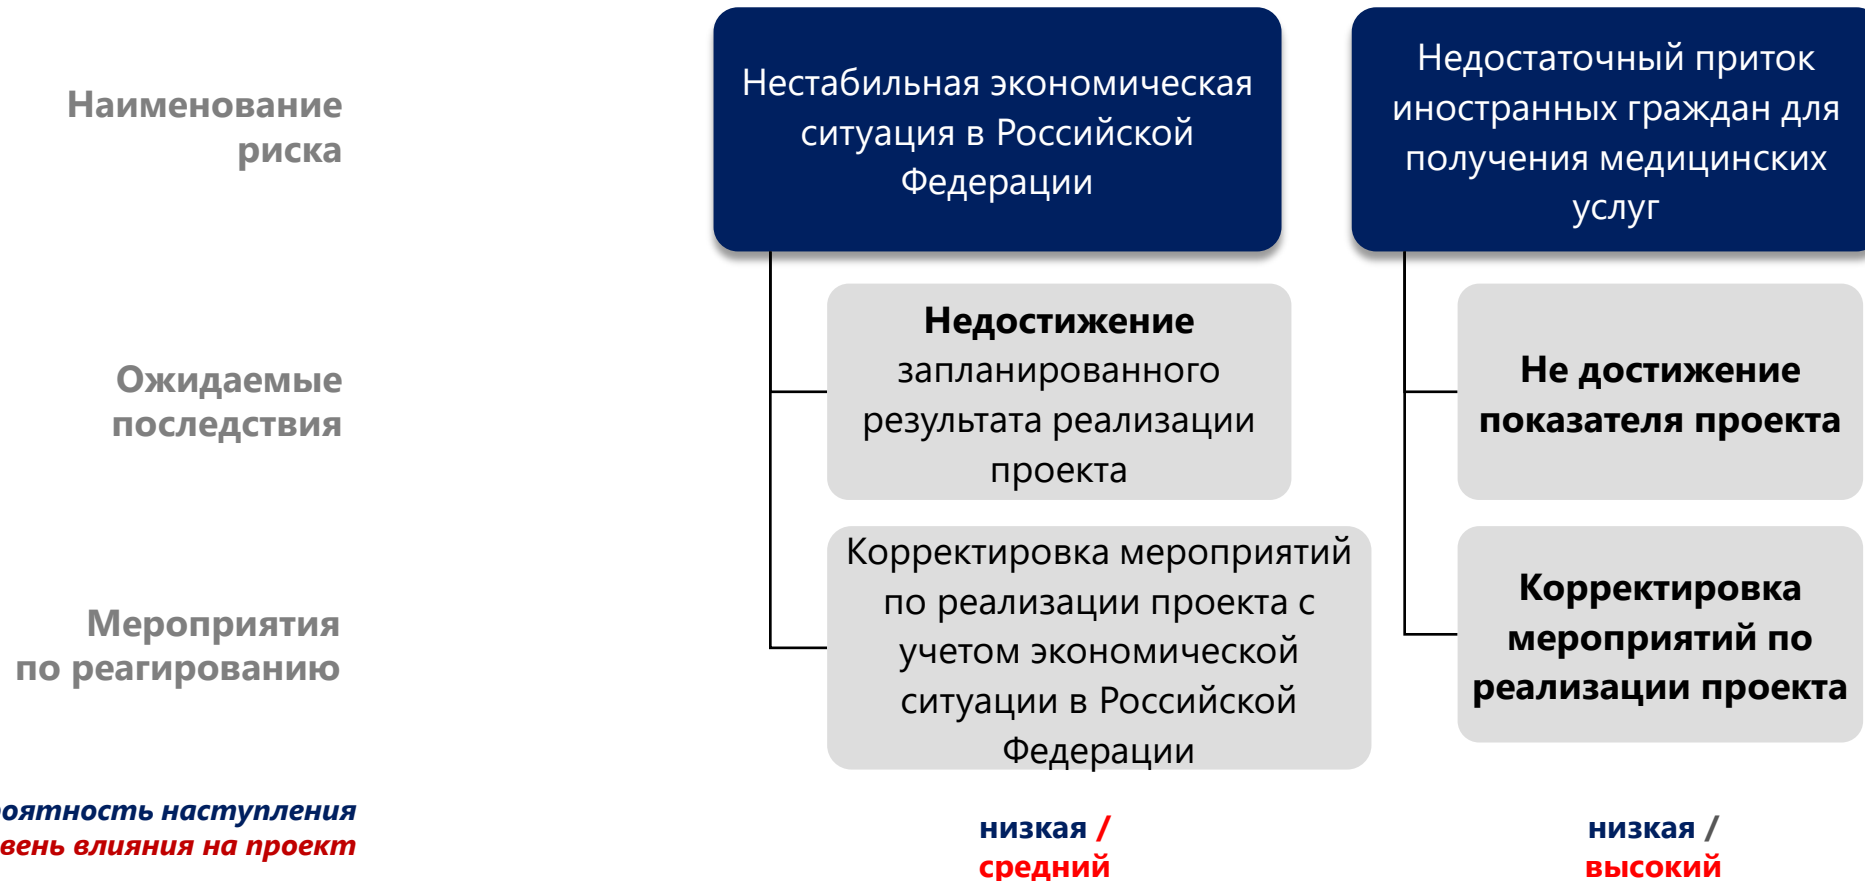 Наименование
риска
Нестабильная экономическая
ситуация в Российской
Федерации
Недостаточный приток
иностранных граждан для
получения медицинских
услуг
Ожидаемые
последствия
Недостижение
запланированного
результата реализации
проекта
Не достижение
показателя проекта
Мероприятия
по реагированию
Корректировка мероприятий
по реализации проекта с
учетом экономической
ситуации в Российской
Федерации
Корректировка
мероприятий по
реализации проекта
наступления
влияния на проект
низкая /
средний
низкая /
высокий